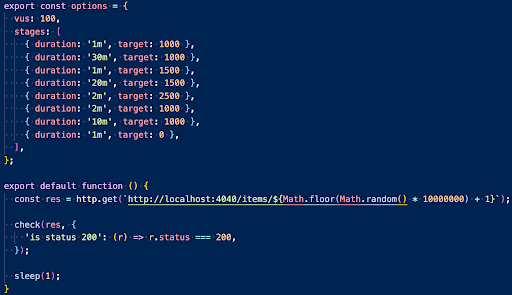 export const options = {
  vus: 100,
  stages: [
    { duration: '1m', target: 1000 },
    { duration: '30m', target: 1000 },
    { duration: '1m', target: 1500 },
    { duration: '20m', target: 1500 },
    { duration: '2m', target: 2500 },
    { duration: '2m', target: 1000 },
    { duration: '10m', target: 1000 },
    { duration: '1m', target: 0 },
  ],
};
export default function () {
  const res = http.get(`http://localhost:4040/items/${Math.floor(Math.random() * 10000000) + 1}`);
  check(res, {
    'is status 200': (r) => r.status === 200,
  });
  sleep(1);
}